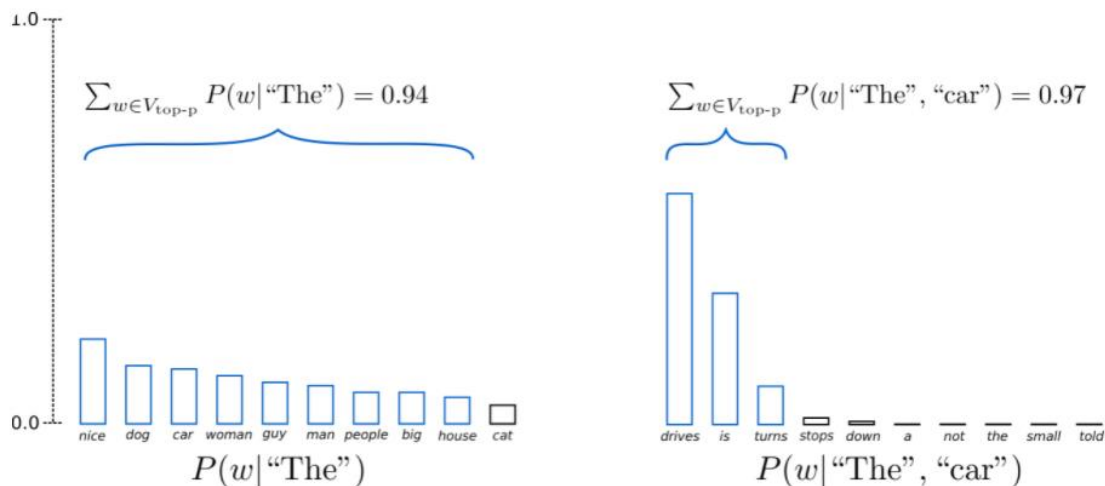 1.0
∑w∈Vtop-p P(w|“The”) = 0.94
∑w∈Vtop-p P(w|“The”, “car”) = 0.97
0.0
nice dog car woman guy man people big house cat
drives is turns stops down a not the small told
P(w|“The”)
P(w|“The”, “car”)